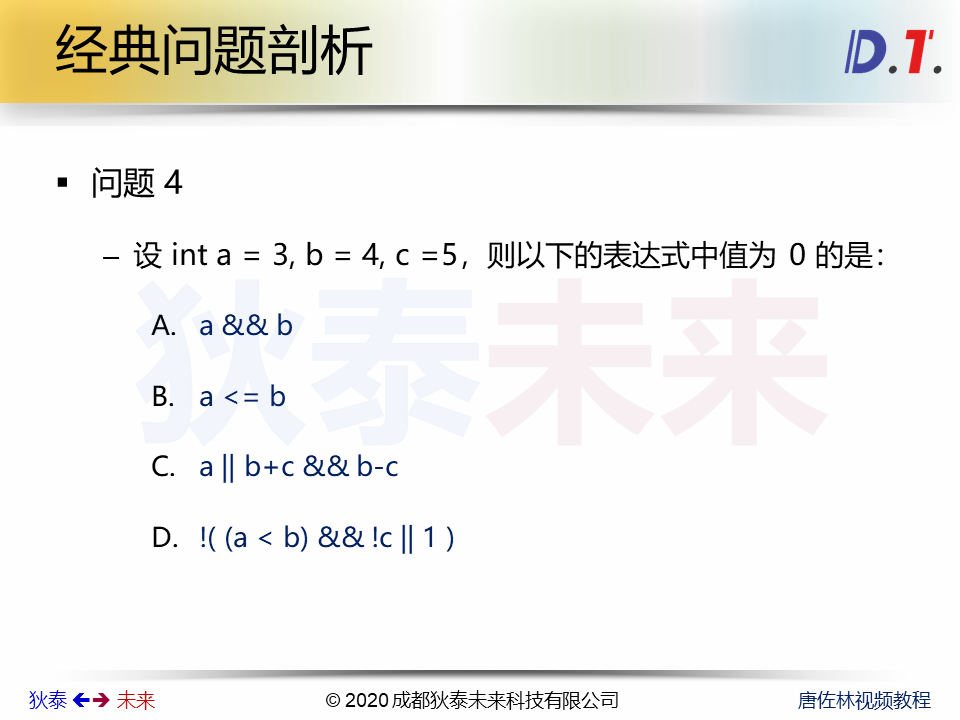 经典问题剖析
D.T.
▪ 问题 4
– 设 int a = 3, b = 4, c =5，则以下的表达式中值为 0 的是：
A. a && b
B. a <= b
C. a || b+c && b-c
D. !( (a < b) && !c || 1 )
狄泰未来
狄泰 🡸🡺 未来
© 2020 成都狄泰未来科技有限公司
唐佐林视频教程